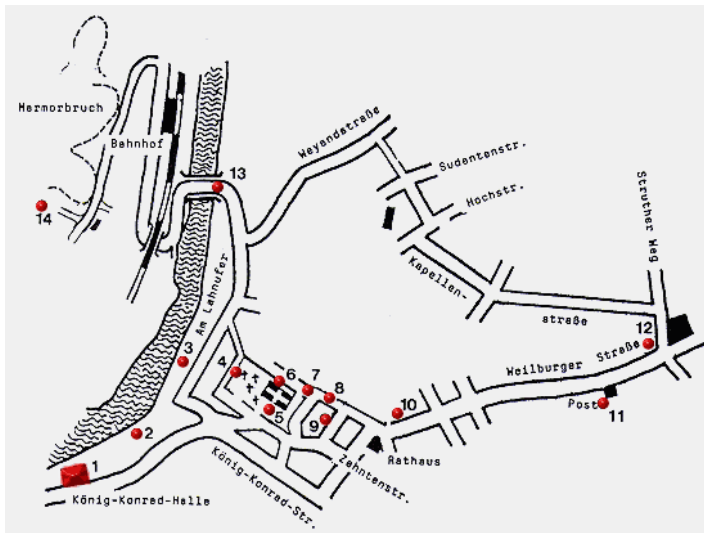 Marmorbruch
Bahnhof
Weyandstraße
Sudentenstr.
Hochstr.
Struther Weg
13
14
Am Lahnufer
Kapellen-
straße
3
4
6
7
8
12
Weilburger Straße
5
9
10
Post
11
2
Rathaus
Zehntenstr.
1
König-Konrad-Str.
König-Konrad-Halle